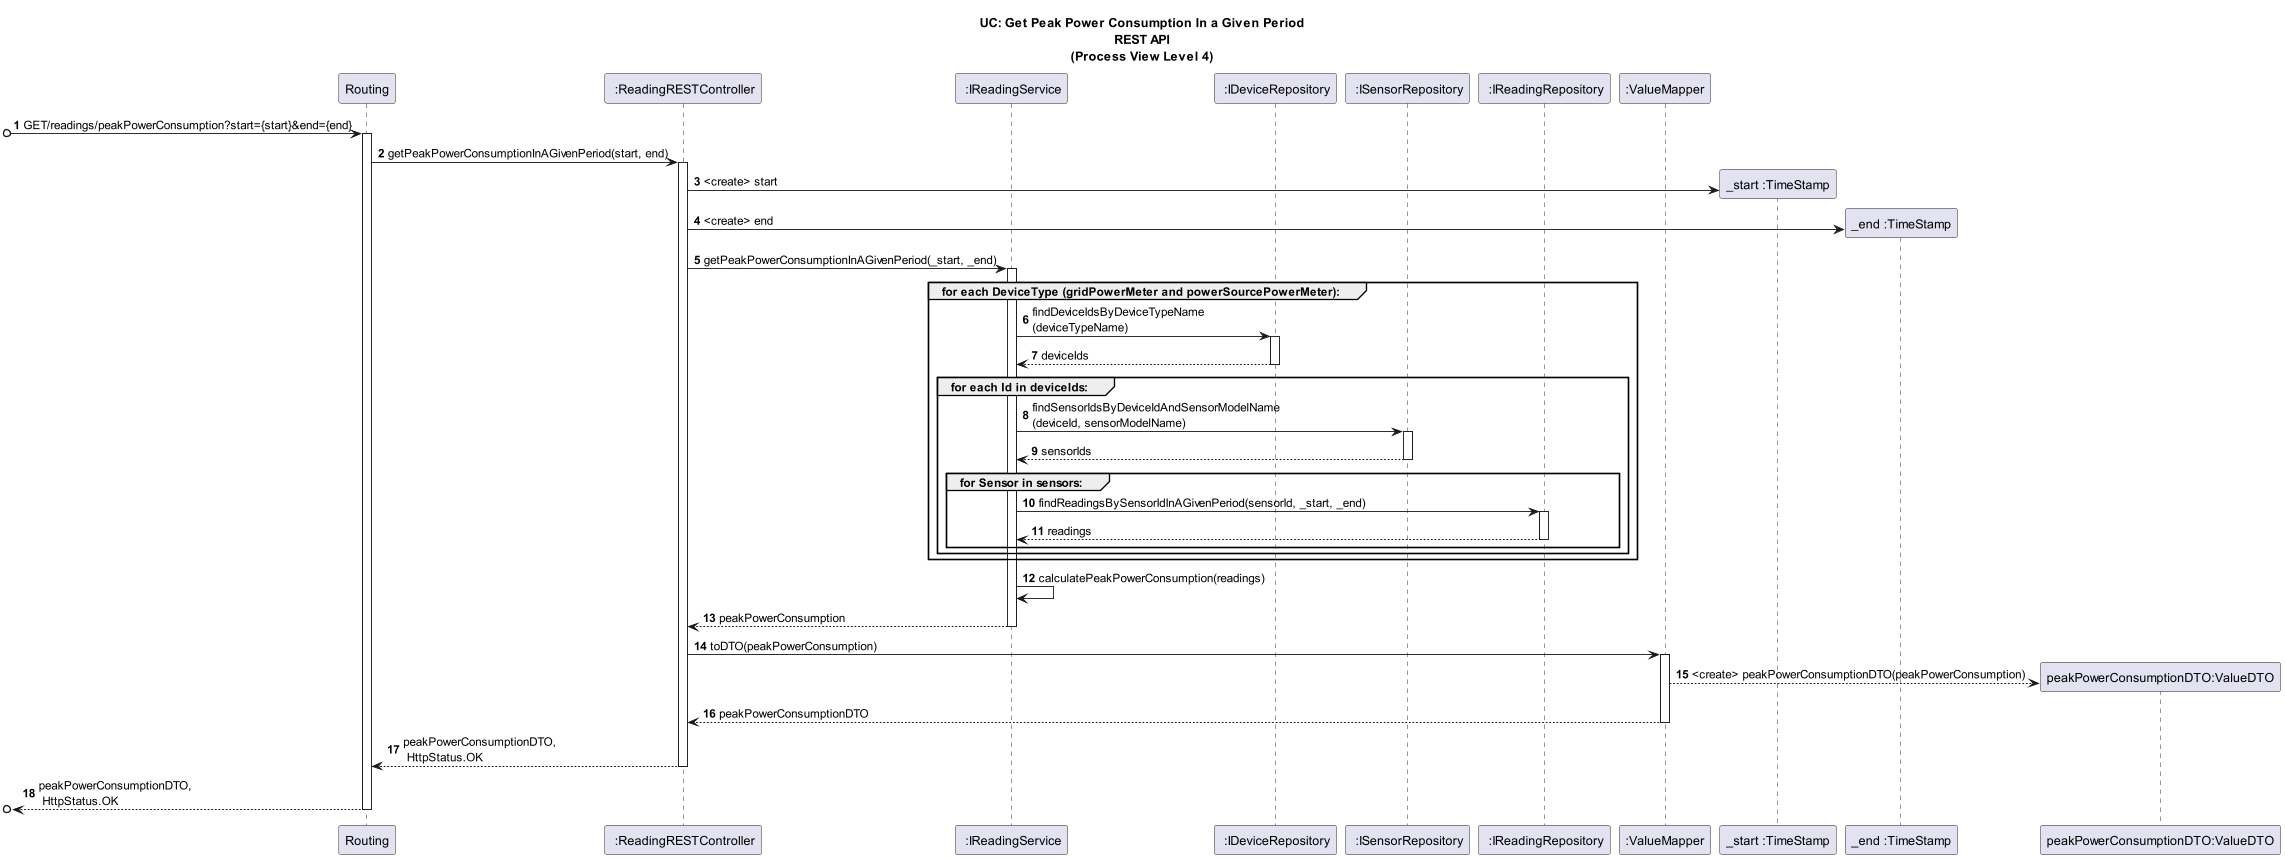 UC: Get Peak Power Consumption In a Given Period
REST API
(Process View Level 4)
Routing
:ReadingRESTController
:IReadingService
:IDeviceRepository
:ISensorRepository
:IReadingRepository
:ValueMapper
1 GET/readings/peakPowerConsumption?start={start}&end={end}
2 getPeakPowerConsumptionInAGivenPeriod(start, end)
3 <create> start
_start :TimeStamp
4 <create> end
_end :TimeStamp
5 getPeakPowerConsumptionInAGivenPeriod(_start, _end)
for each DeviceType (gridPowerMeter and powerSourcePowerMeter):
6 findDeviceIdsByDeviceTypeName
(deviceTypeName)
7 deviceIds
for each Id in deviceIds:
8 findSensorIdsByDeviceIdAndSensorModelName
(deviceId, sensorModelName)
9 sensorIds
for Sensor in sensors:
10 findReadingsBySensorIdInAGivenPeriod(sensorId, _start, _end)
11 readings
12 calculatePeakPowerConsumption(readings)
13 peakPowerConsumption
14 toDTO(peakPowerConsumption)
15 <create> peakPowerConsumptionDTO(peakPowerConsumption)
peakPowerConsumptionDTO:ValueDTO
16 peakPowerConsumptionDTO
17 peakPowerConsumptionDTO,
HttpStatus.OK
18 peakPowerConsumptionDTO,
HttpStatus.OK
Routing
:ReadingRESTController
:IReadingService
:IDeviceRepository
:ISensorRepository
:IReadingRepository
:ValueMapper
_start :TimeStamp
_end :TimeStamp
peakPowerConsumptionDTO:ValueDTO